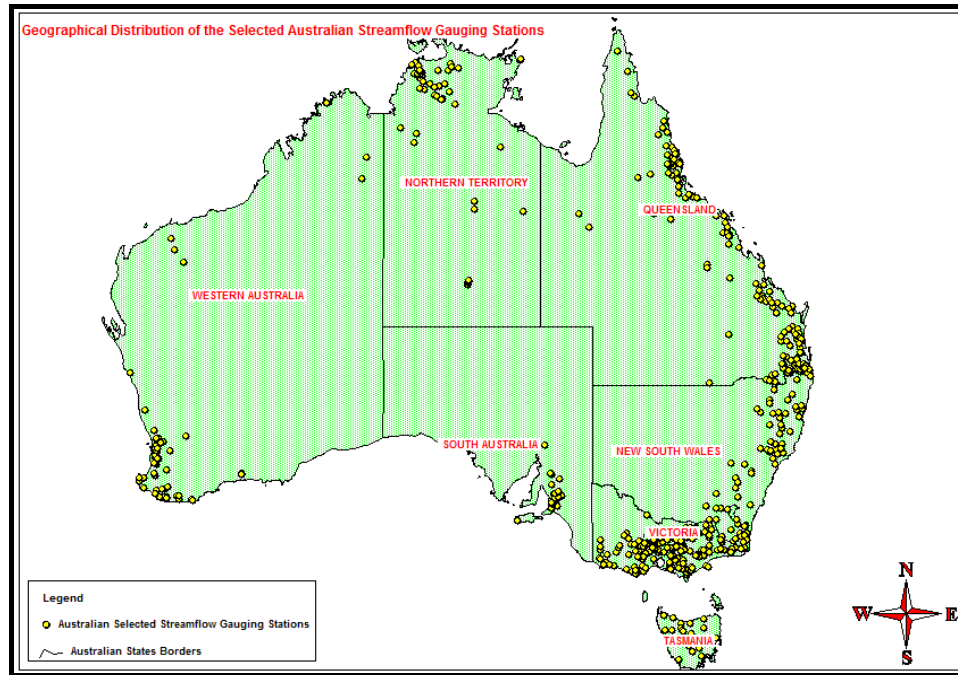 Geographical Distribution of the Selected Australian Streamflow Gauging Stations
NORTHERN TERRITORY
QUEENSLAND
WESTERN AUSTRALIA
SOUTH AUSTRALIA
NEW SOUTH WALES
VICTORIA
TASMANIA
Legend
Australian Selected Streamflow Gauging Stations
Australian States Borders
N
W E
S